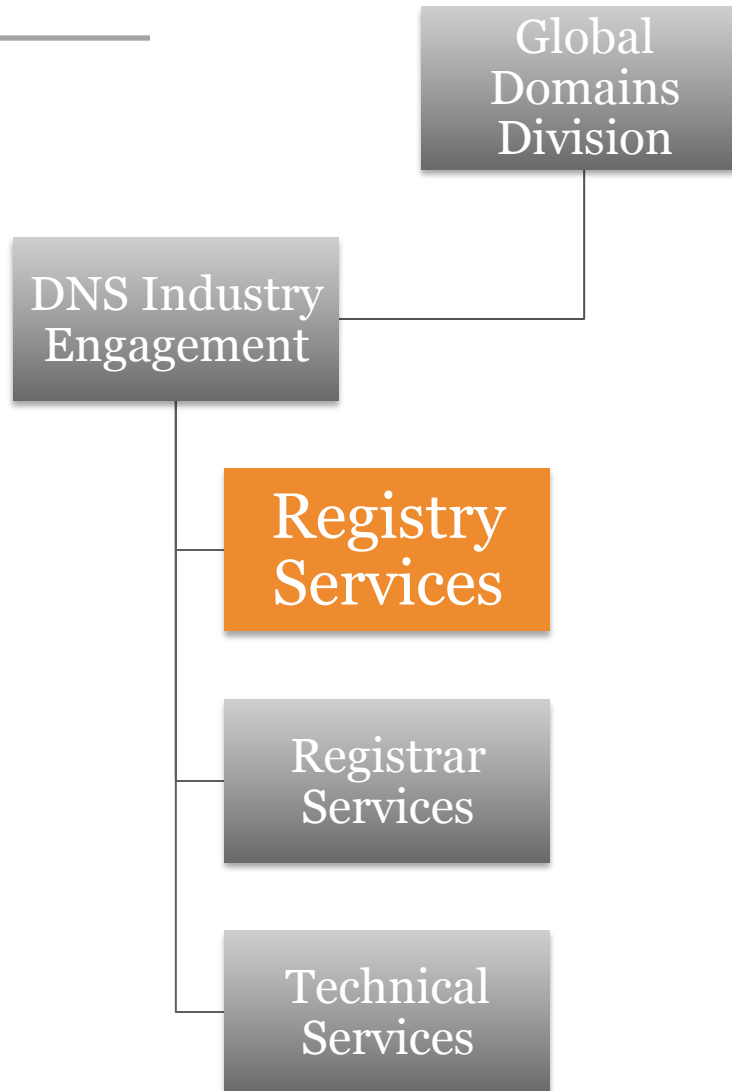 Global
Domains
Division
DNS Industry
Engagement
Registry
Services
Registrar
Services
Technical
Services